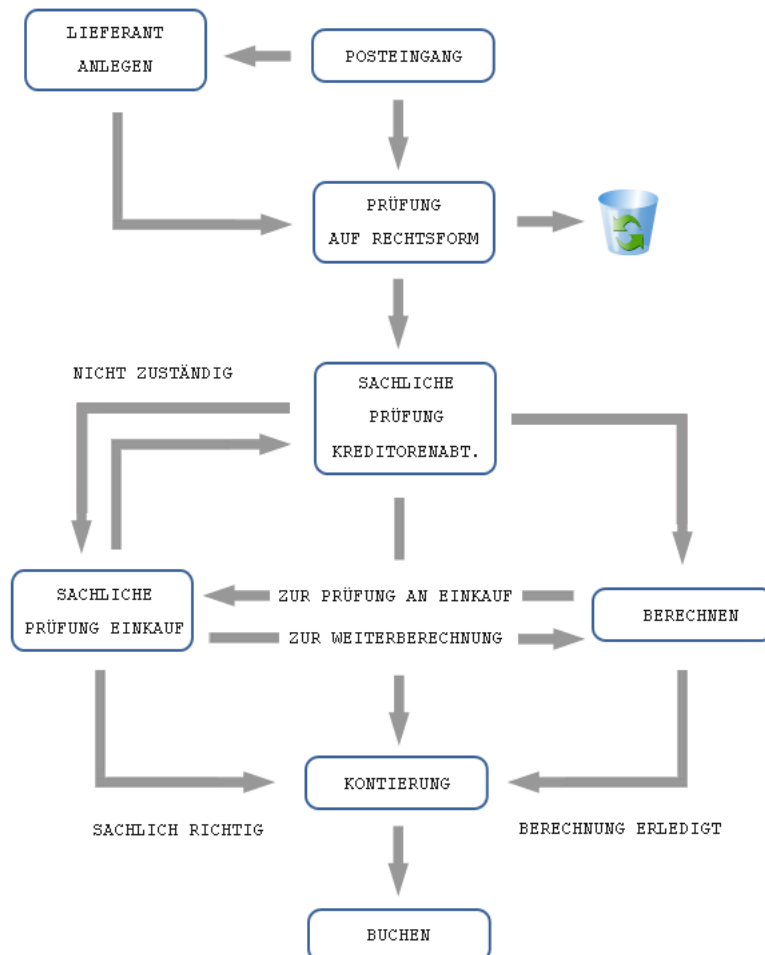 LIEFERANT
ANLEGEN
POSTEINGANG
PRÜFUNG
AUF RECHTSFORM
NICHT ZUSTÄNDIG
SACHLICHE
PRÜFUNG
KREDITORENABT.
SACHLICHE
PRÜFUNG EINKAUF
ZUR PRÜFUNG AN EINKAUF
ZUR WEITERBERECHNUNG
BERECHNEN
KONTIERUNG
SACHLICH RICHTIG
BERECHNUNG ERLEDIGT
BUCHEN